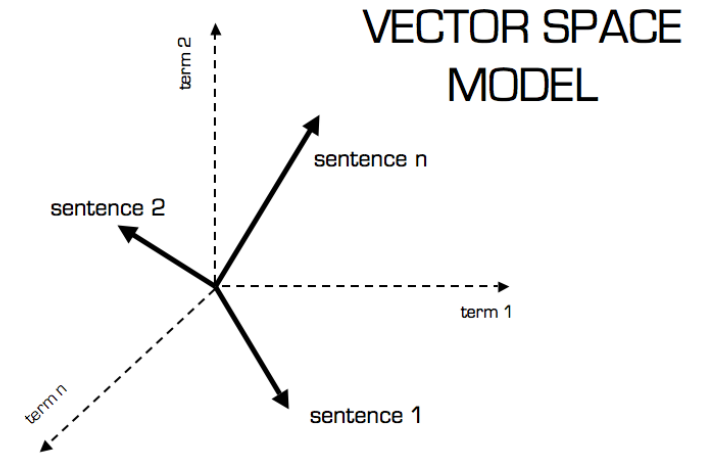 VECTOR SPACE
MODEL
term 2
sentence n
sentence 2
term 1
term n
sentence 1